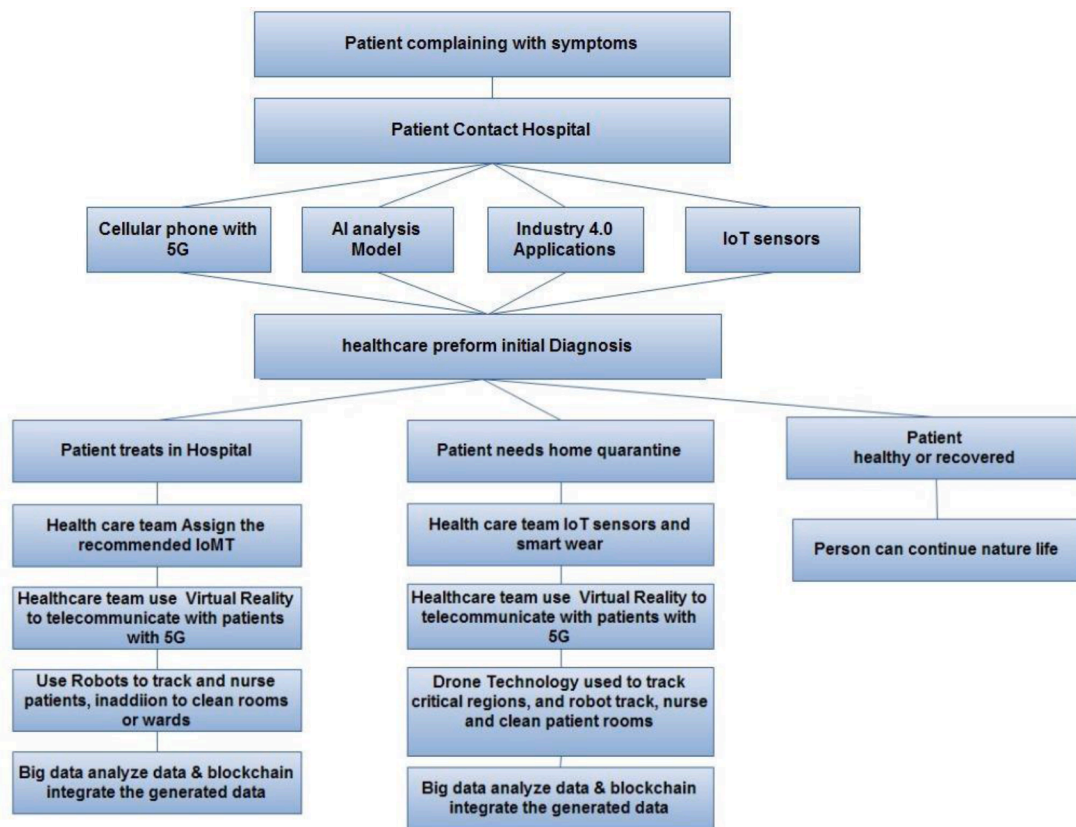 Patient complaining with symptoms
Patient Contact Hospital
Cellular phone with
5G
AI analysis
Model
Industry 4.0
Applications
IoT sensors
healthcare preform initial Diagnosis
Patient treats in Hospital
Health care team Assign the
recommended IoMT
Healthcare team use Virtual Reality
to telecommunicate with patients
with 5G
Use Robots to track and nurse
patients, inaddiion to clean rooms
or wards
Big data analyze data & blockchain
integrate the generated data
Patient needs home quarantine
Health care team IoT sensors and
smart wear
Healthcare team use Virtual Reality to
telecommunicate with patients with
5G
Drone Technology used to track
critical regions, and robot track, nurse
and clean patient rooms
Big data analyze data & blockchain
integrate the generated data
Patient
healthy or recovered
Person can continue nature life